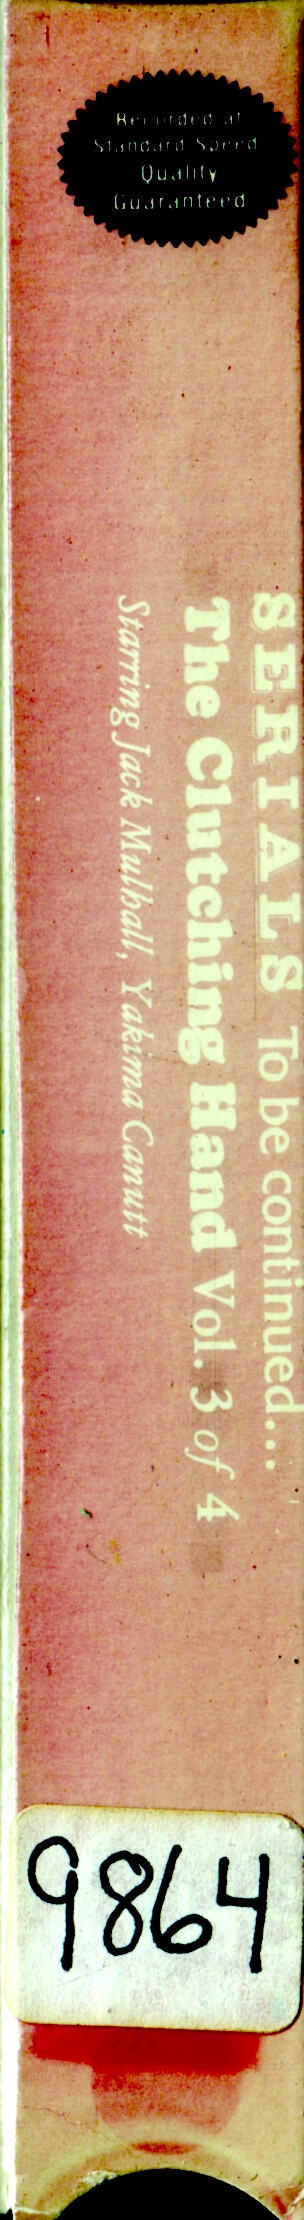 Recorded at
Standard Speed
Quality
Guaranteed
SERIALS To be continued...
The Clutching Hand Vol. 3 of 4
Starring Jack Mulhall, Yakima Canutt
9864